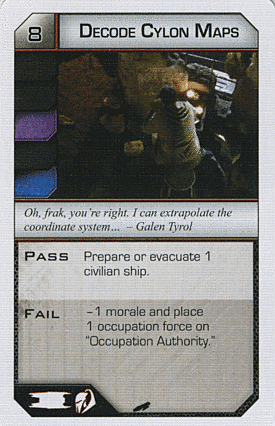 8 DECODE CYLON MAPS
Oh, frak, you're right. I can extrapolate the
coordinate system... – Galen Tyrol
PASS Prepare or evacuate 1
civilian ship.
FAIL –1 morale and place
1 occupation force on
"Occupation Authority."